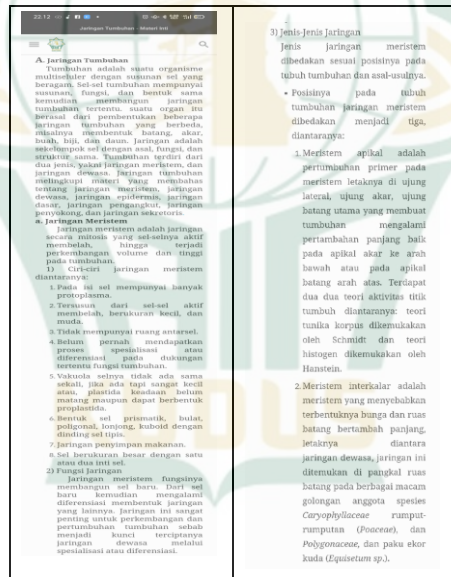 22.12
Jaringan Tumbuhan - Materi Inti
A. Jaringan Tumbuhan
Tumbuhan adalah suatu organisme
multiseluler dengan susunan sel yang
beragam. Sel-sel tumbuhan mempunyai
susunan, fungsi, dan bentuk sama
kemudian membangun jaringan
tumbuhan tertentu. suatu organ itu
berasal dari pembentukan beberapa
jaringan tumbuhan yang berbeda,
misalnya membentuk batang, akar,
buah, biji, dan daun. Jaringan adalah
sekelompok sel dengan asal, fungsi, dan
struktur sama. Tumbuhan terdiri dari
dua jenis, yakni jaringan meristem, dan
jaringan dewasa. Jaringan tumbuhan
melingkupi materi yang membahas
tentang jaringan meristem, jaringan
dewasa, jaringan epidermis, jaringan
dasar, jaringan pengangkut, jaringan
penyokong, dan jaringan sekretoris.
a. Jaringan Meristem
Jaringan meristem adalah jaringan
secara mitosis yang sel-selnya aktif
membelah, hingga terjadi
perkembangan volume dan tinggi
pada tumbuhan.
1) Ciri-ciri jaringan meristem
diantaranya:
1. Pada isi sel mempunyai banyak
protoplasma.
2. Tersusun dari sel-sel aktif
membelah, berukuran kecil, dan
muda.
3. Tidak mempunyai ruang antarsel.
4. Belum pernah mendapatkan
proses spesialisasi atau
diferensiasi pada dukungan
tertentu fungsi tumbuhan.
5. Vakuola selnya tidak ada sama
sekali, jika ada tapi sangat kecil
atau, plastida keadaan belum
matang maupun dapat berbentuk
proplastida.
6. Bentuk sel prismatik, bulat,
poligonal, lonjong, kuboid dengan
dinding sel tipis.
7. Jaringan penyimpan makanan.
8. Sel berukuran besar dengan satu
atau dua inti sel.
2) Fungsi Jaringan
Jaringan meristem fungsinya
membangun sel baru. Dari sel
baru kemudian mengalami
diferensiasi membentuk jaringan
yang lainnya. Jaringan ini sangat
penting untuk perkembangan dan
pertumbuhan tumbuhan sebab
menjadi kunci terciptanya
jaringan dewasa melalui
spesialisasi atau diferensiasi.
3) Jenis-Jenis Jaringan
Jenis jaringan meristem
dibedakan sesuai posisinya pada
tubuh tumbuhan dan asal-usulnya.
• Posisinya pada tubuh
tumbuhan jaringan meristem
dibedakan menjadi tiga,
diantaranya:
1. Meristem apikal adalah
pertumbuhan primer pada
meristem letaknya di ujung
lateral, ujung akar, ujung
batang utama yang membuat
tumbuhan mengalami
pertambahan panjang baik
pada apikal akar ke arah
bawah atau pada apikal
batang arah atas. Terdapat
dua dua teori aktivitas titik
tumbuh diantaranya: teori
tunika korpus dikemukakan
oleh Schmidt dan teori
histogen dikemukakan oleh
Hanstein.
2. Meristem interkalar adalah
meristem yang menyebabkan
terbentuknya bunga dan ruas
batang bertambah panjang,
letaknya diantara
jaringan dewasa, jaringan ini
ditemukan di pangkal ruas
batang pada berbagai macam
golongan anggota spesies
Caryophyllaceae rumput-
rumputan (Poaceae), dan
Polygonaceae, dan paku ekor
kuda (Equisetum sp.).